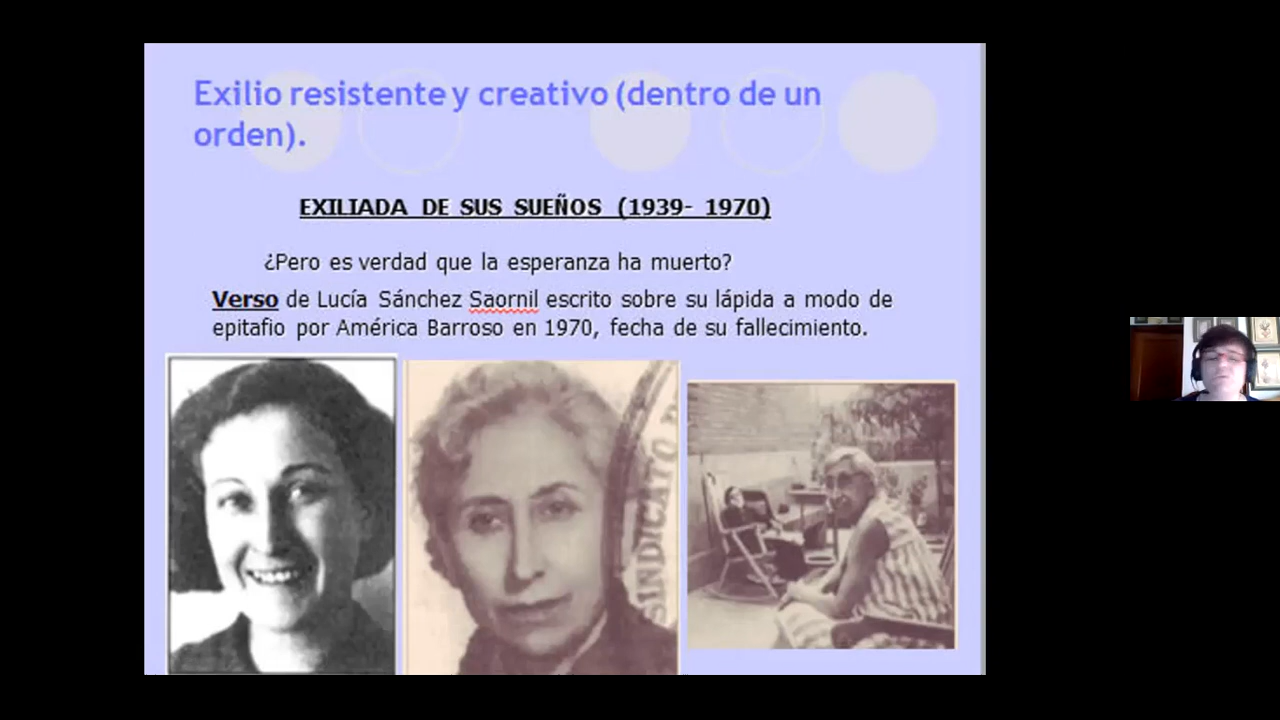 Exilio resistente y creativo (dentro de un
orden).
EXILIADA DE SUS SUEÑOS (1939- 1970)
¿Pero es verdad que la esperanza ha muerto?
Verso de Lucía Sánchez Saornil escrito sobre su lápida a modo de
epitafio por América Barroso en 1970, fecha de su fallecimiento.
SINDICATO